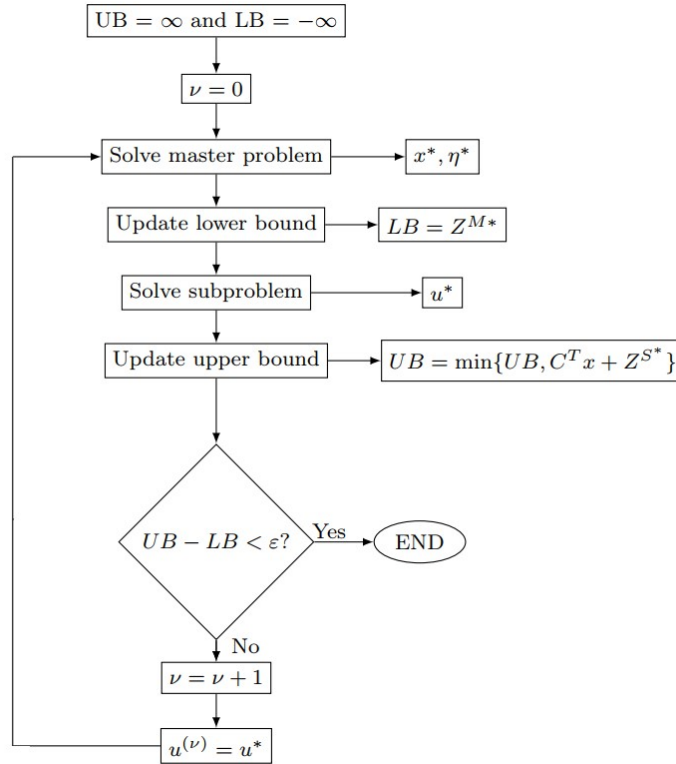 UB = ∞ and LB = −∞
ν = 0
Solve master problem
x*, η*
Update lower bound
LB = Z^{M*}
Solve subproblem
u*
Update upper bound
UB = min{UB, C^T x + Z^{S*}}
UB − LB < ε?
Yes
END
No
ν = ν + 1
u^{(ν)} = u*